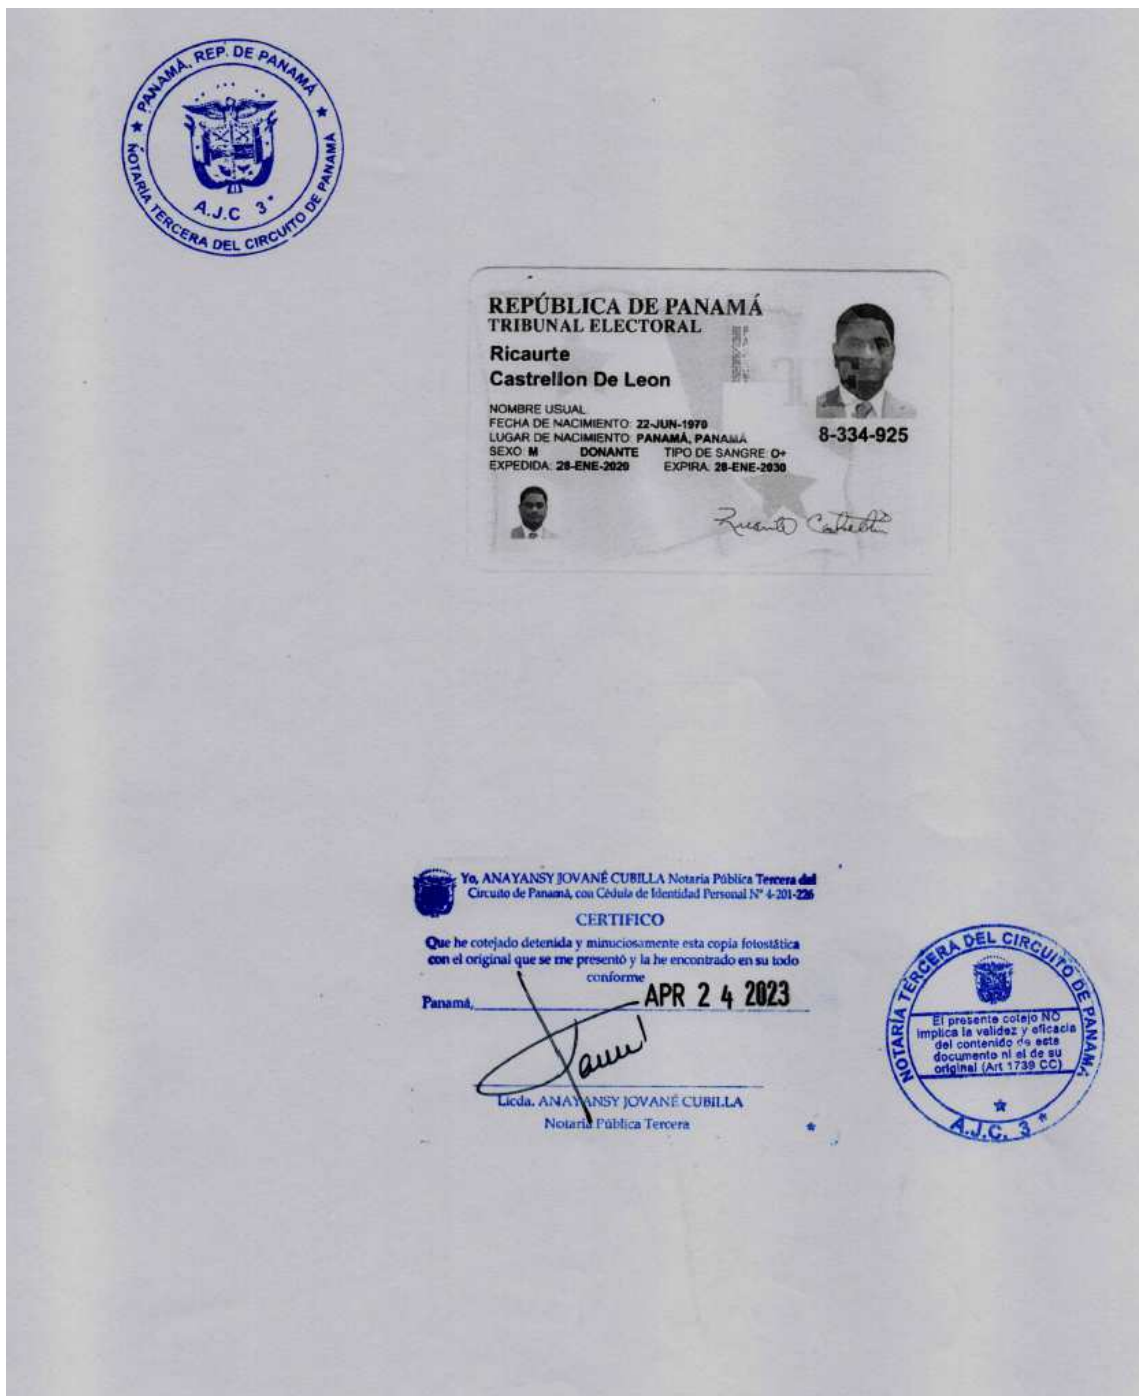 PANAMÁ, REP. DE PANAMÁ
NOTARÍA TERCERA DEL CIRCUITO DE PANAMÁ
A.J.C 3ª
REPÚBLICA DE PANAMÁ
TRIBUNAL ELECTORAL
Ricaurte
Castrellon De Leon
NOMBRE USUAL
FECHA DE NACIMIENTO: 22-JUN-1970
LUGAR DE NACIMIENTO: PANAMÁ, PANAMÁ
SEXO: M DONANTE TIPO DE SANGRE: O+
EXPEDIDA: 28-ENE-2020 EXPIRA: 28-ENE-2030
8-334-925
Yo, ANAYANSY JOVANÉ CUBILLA Notaria Pública Tercera del
Circuito de Panamá, con Cédula de Identidad Personal N° 4-201-226
CERTIFICO
Que he cotejado detenida y minuciosamente esta copia fotostática
con el original que se me presentó y la he encontrado en su todo
conforme
Panamá, APR 24 2023
Licda. ANAYANSY JOVANÉ CUBILLA
Notaria Pública Tercera
NOTARÍA TERCERA DEL CIRCUITO DE PANAMÁ
El presente cotejo NO
implica la validez y eficacia
del contenido de este
documento ni el de su
original (Art 1739 CC)
A.J.C. 3ª